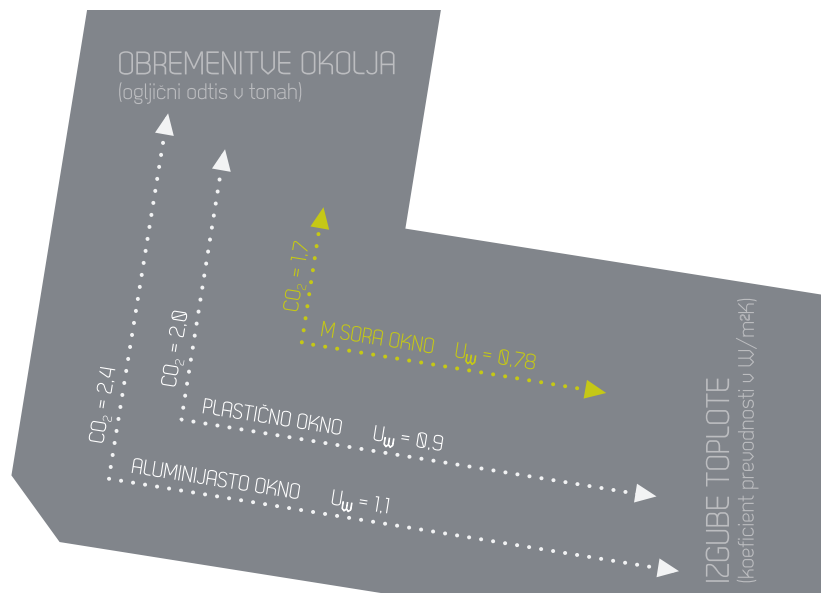 OBREMENITVE OKOLJA
(ogljični odtis v tonah)
CO₂ = 1,7
M SORA OKNO Uw = 0,78
CO₂ = 2,0
PLASTIČNO OKNO Uw = 0,9
CO₂ = 2,4
ALUMINIJASTO OKNO Uw = 1,1
IZGUBE TOPLOTE
(koeficient prevodnosti v W/m²K)